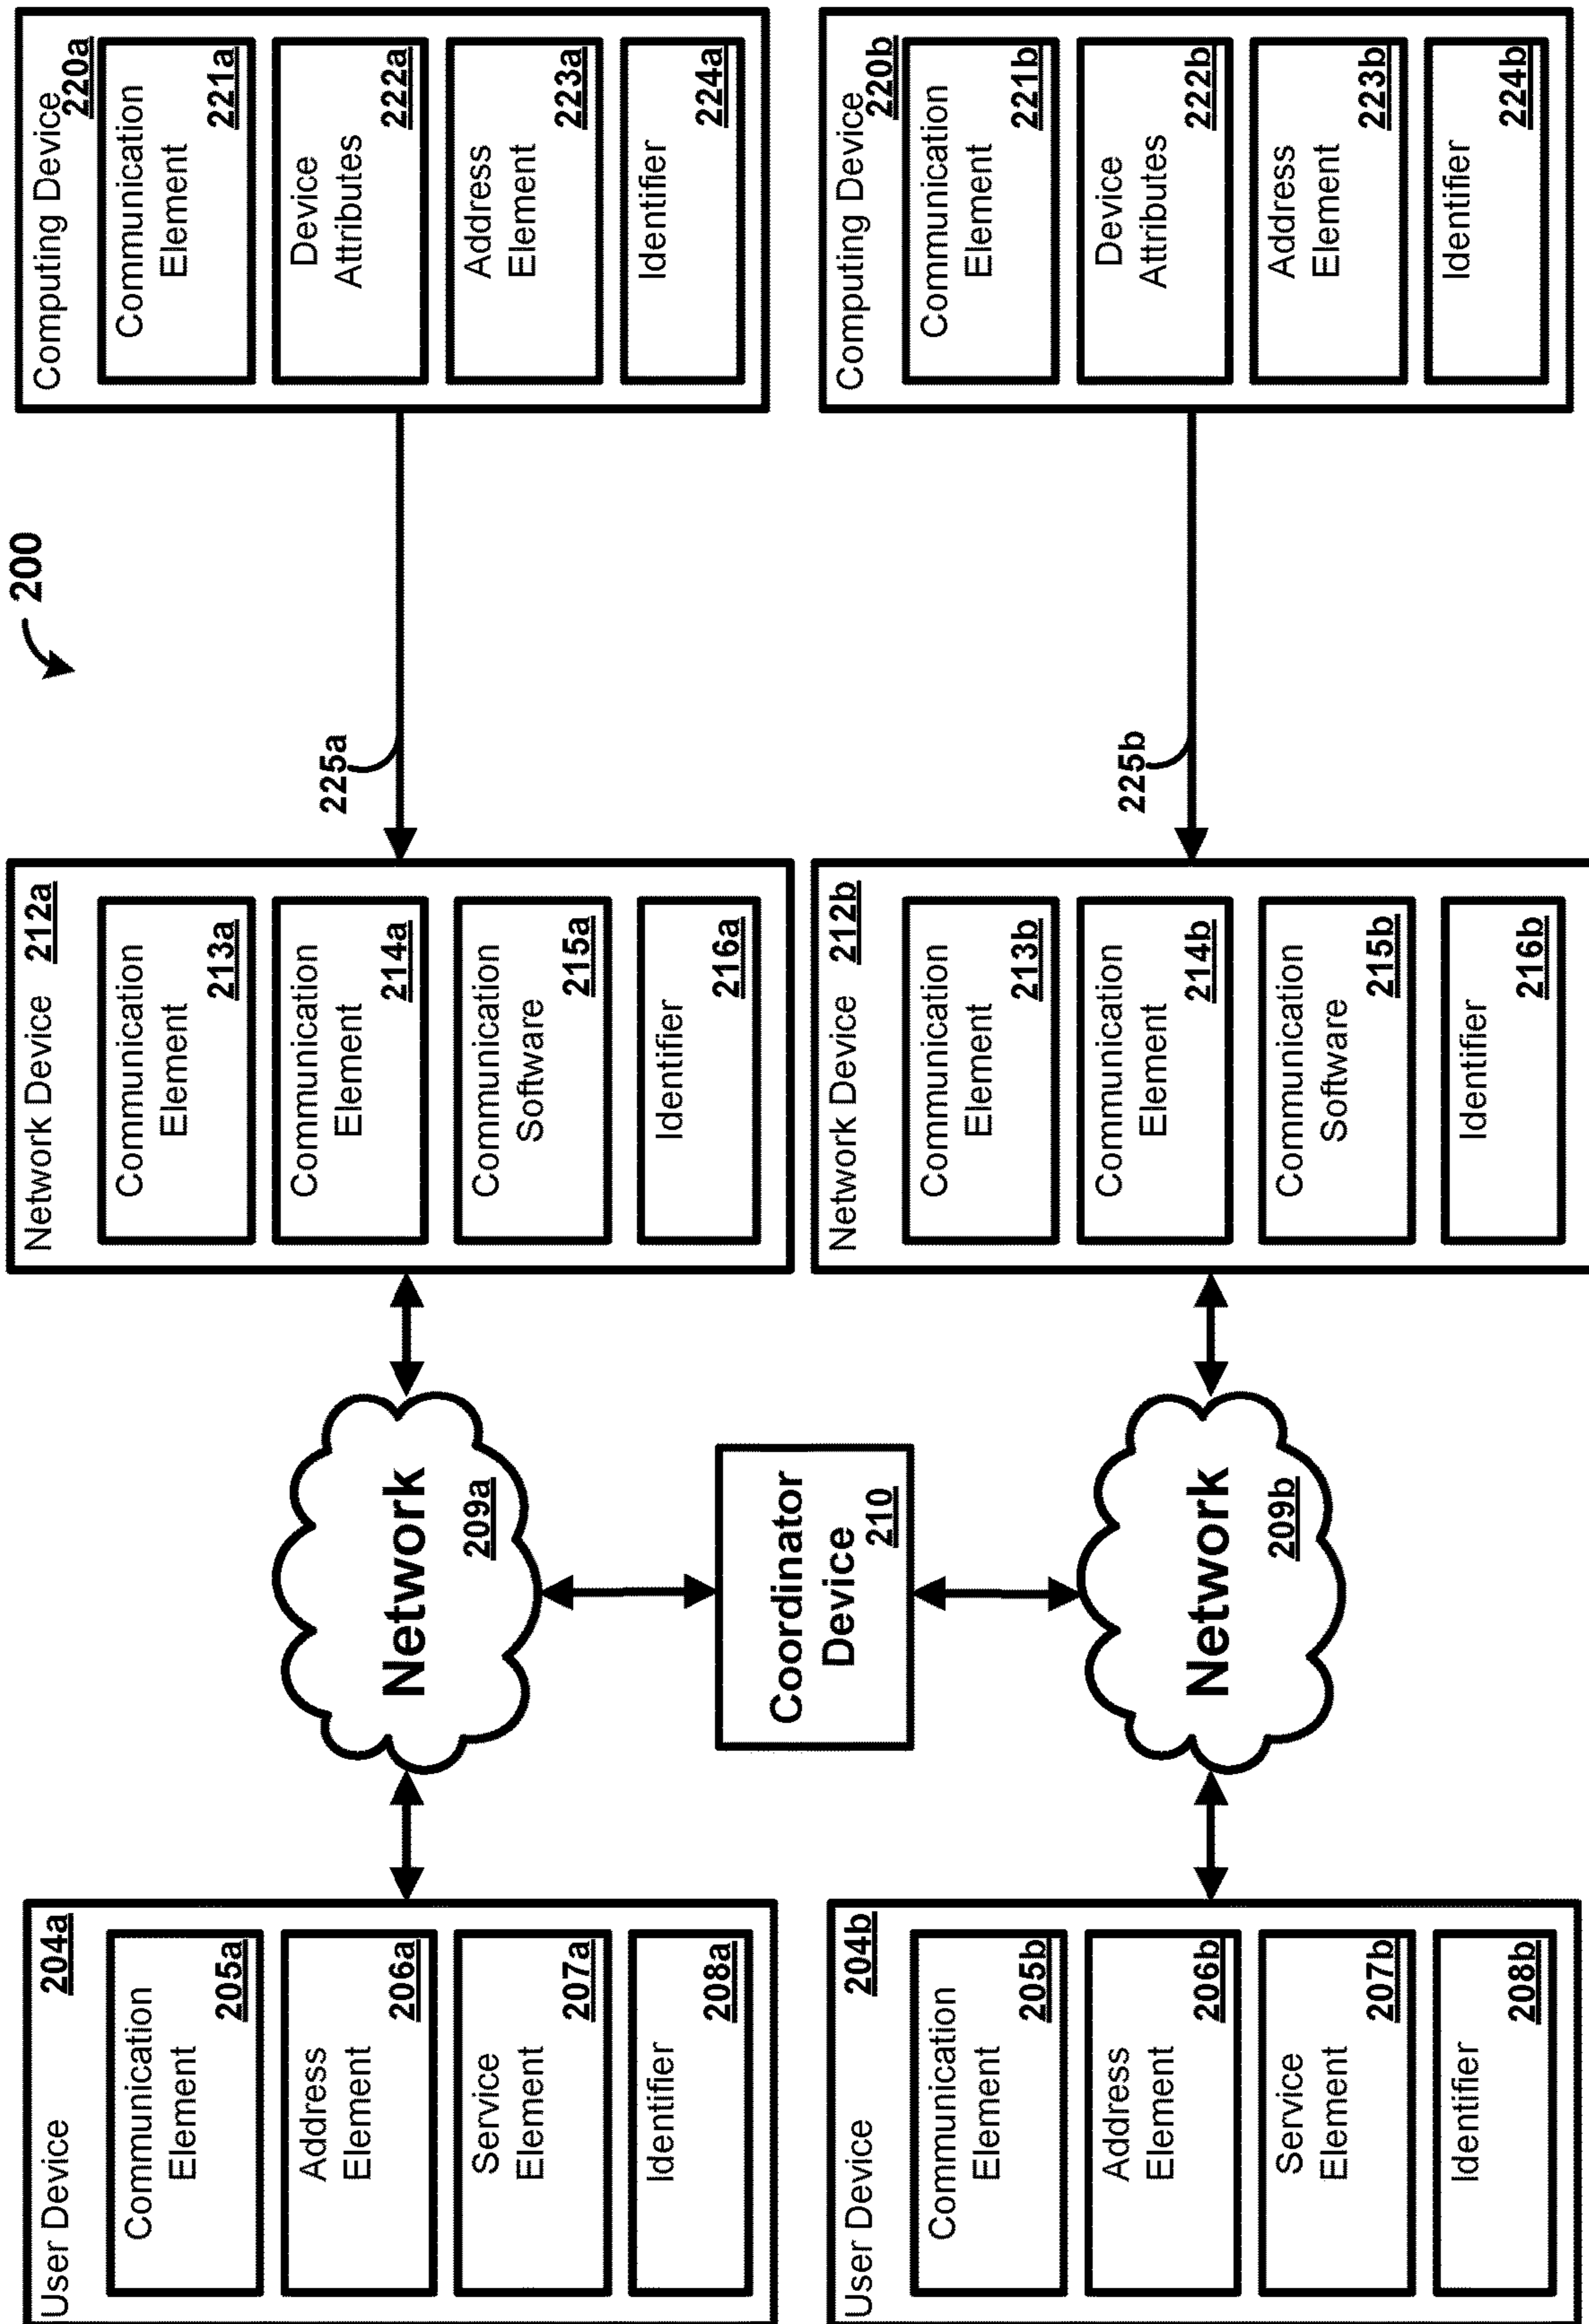 200
User Device 204a
Communication
Element
205a
Address
Element
206a
Service
Element
207a
Identifier
208a
Network
209a
Network Device 212a
Communication
Element
213a
Communication
Element
214a
Communication
Software
215a
Identifier
216a
225a
Computing Device
220a
Communication
Element
221a
Device
Attributes
222a
Address
Element
223a
Identifier
224a
Coordinator
Device
210
User Device 204b
Communication
Element
205b
Address
Element
206b
Service
Element
207b
Identifier
208b
Network
209b
Network Device 212b
Communication
Element
213b
Communication
Element
214b
Communication
Software
215b
Identifier
216b
225b
Computing Device
220b
Communication
Element
221b
Device
Attributes
222b
Address
Element
223b
Identifier
224b